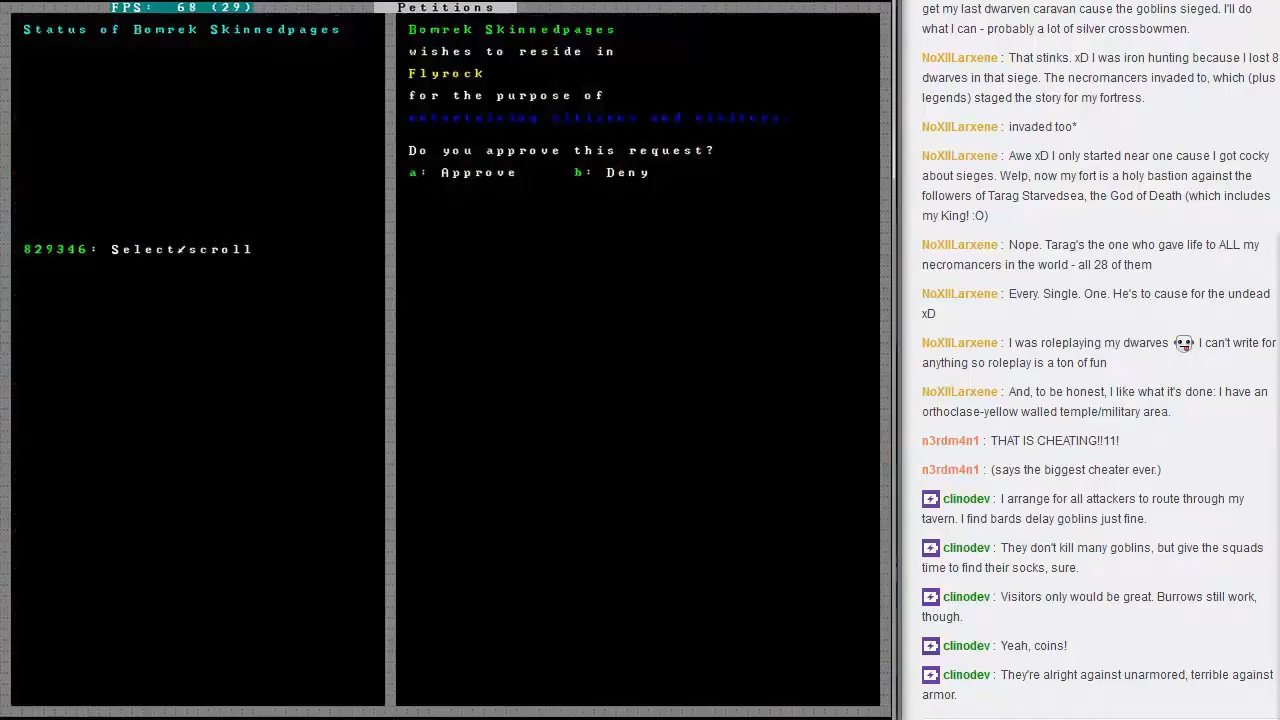 FPS: 68 (29)
Petitions
Status of Bomrek Skinnedpages
829346: Select/scroll
Bomrek Skinnedpages
wishes to reside in
Flyrock
for the purpose of
entertaining citizens and visitors.
Do you approve this request?
a: Approve b: Deny
get my last dwarven caravan before the goblins sieged. I'll do
what I can - probably a lot of silver crossbowmen.
NoXIILarxene : That stinks. xD I was iron hunting because I lost 8
dwarves in that siege. The necromancers invaded to, which (plus
legends) staged the story for my fortress.
NoXIILarxene : invaded too*
NoXIILarxene : Awe xD I only started near one cause I got cocky
about sieges. Well now my fort is a holy bastion against the
followers of Tarag Starvedsea, the God of Death (which includes
my King! :O)
NoXIILarxene : Nope. Tarag's the one who gave life to ALL my
necromancers in the world - all 28 of them
NoXIILarxene : Every. Single. One. He's to cause for the undead
xD
NoXIILarxene : I was roleplaying my dwarves I can't write for
anything so roleplay is a ton of fun
NoXIILarxene : And, to be honest, I like what it's done: I have an
orthoclase-yellow walled temple/military area.
n3rdm4n1 : THAT IS CHEATING!!11!
n3rdm4n1 : (says the biggest cheater ever.)
clinodev : I arrange for all attackers to route through my
tavern. I find bards delay goblins just fine.
clinodev : They don't kill many goblins, but give the squads
time to find their socks, sure.
clinodev : Visitors only would be great. Burrows still work,
though.
clinodev : Yeah, coins!
clinodev : They're alright against unarmored, terrible against
armor.